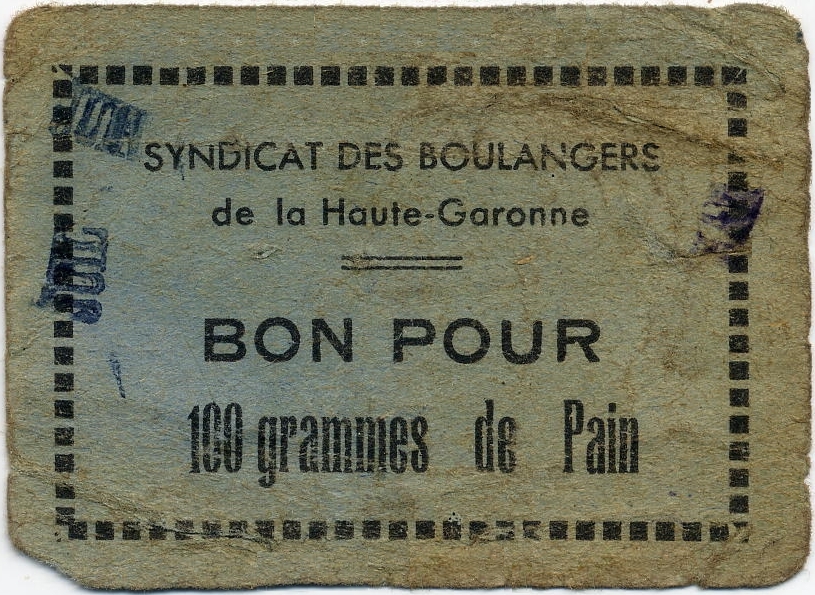 SYNDICAT DES BOULANGERS
de la Haute-Garonne
BON POUR
100 grammes de Pain